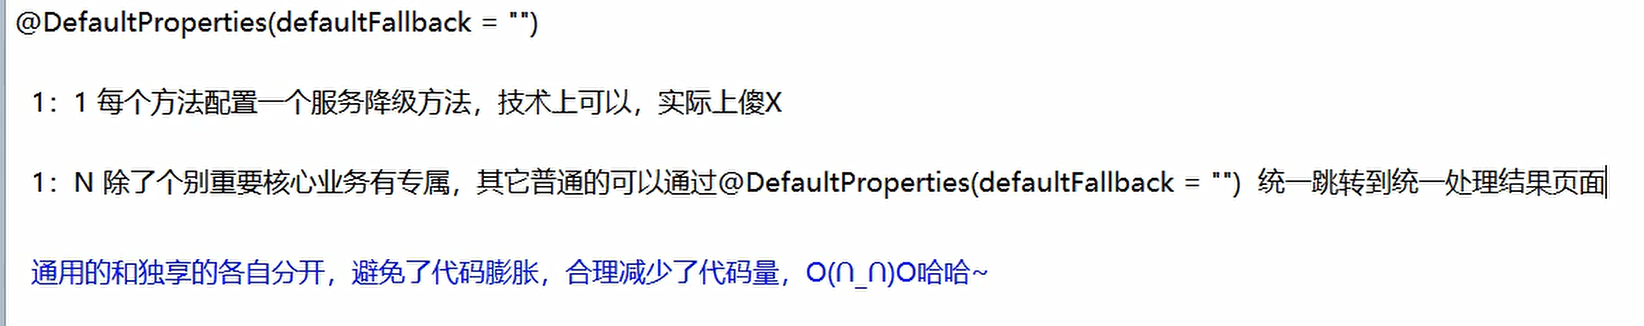 @DefaultProperties(defaultFallback = "")
1：1 每个方法配置一个服务降级方法，技术上可以，实际上傻X
1：N 除了个别重要核心业务有专属，其它普通的可以通过@DefaultProperties(defaultFallback = "") 统一跳转到统一处理结果页面
通用的和独享的各自分开，避免了代码膨胀，合理减少了代码量，O(∩_∩)O哈哈~